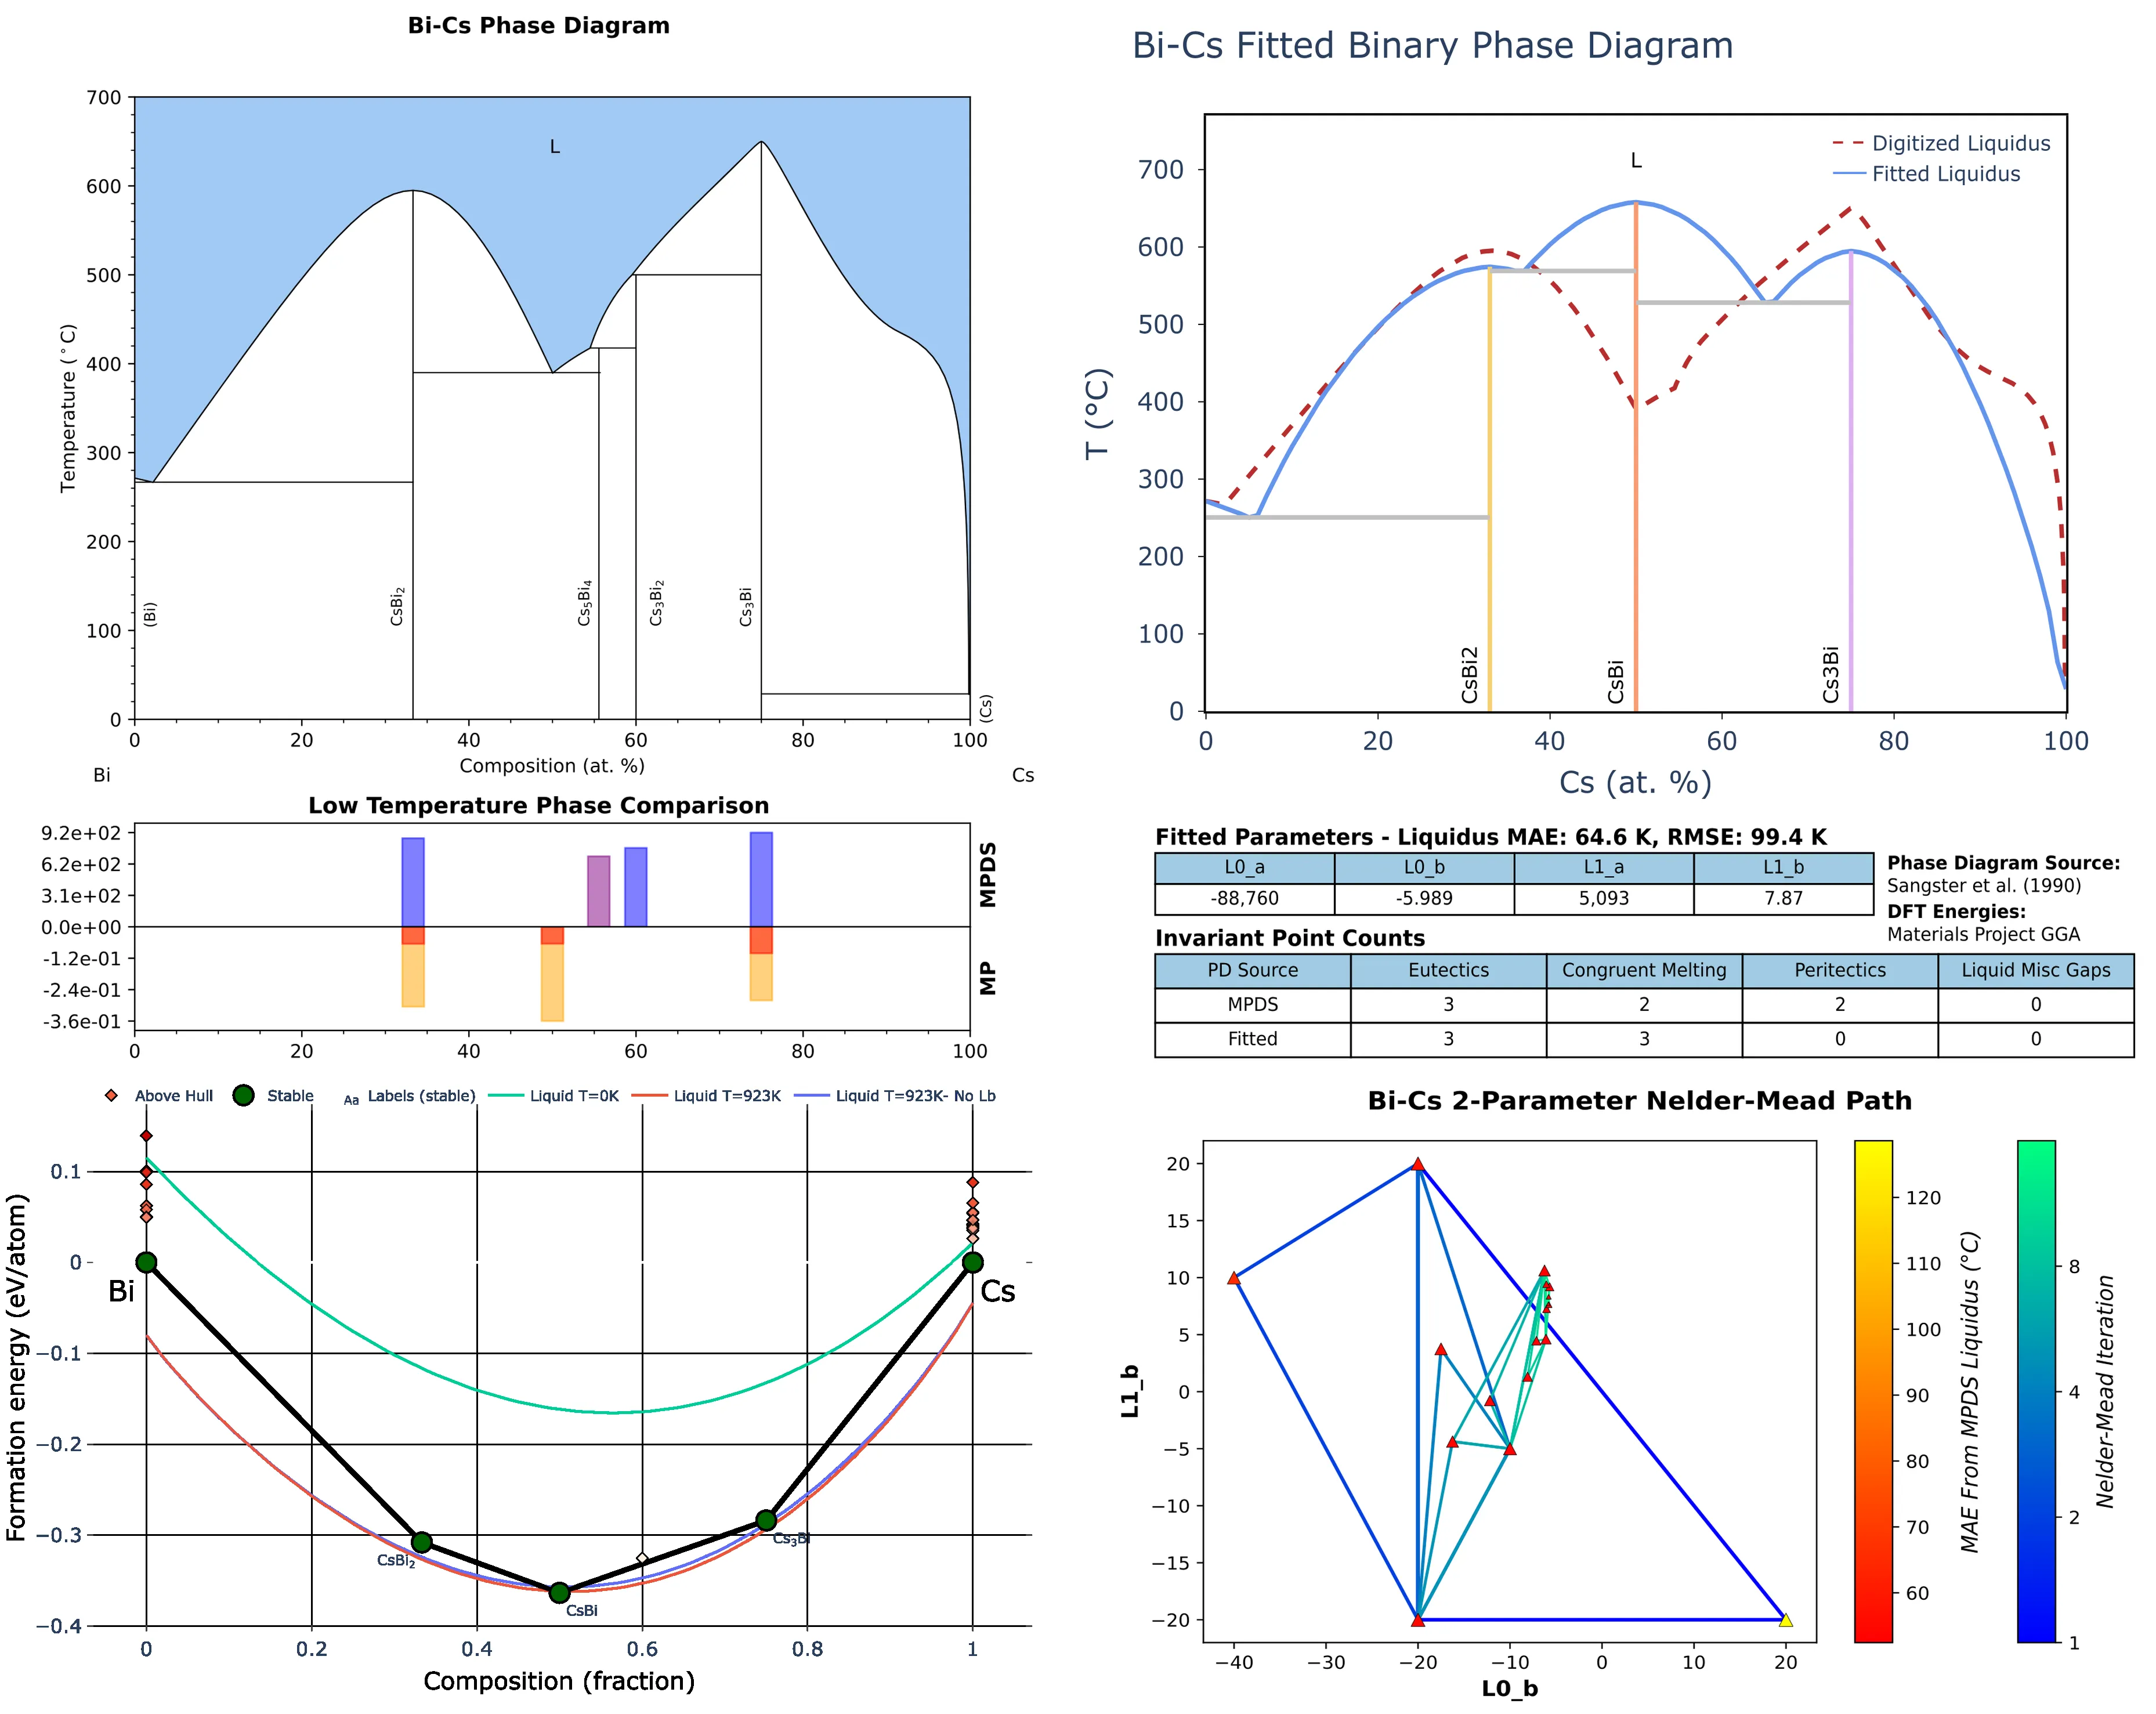 Bi-Cs Phase Diagram
700
600
500
400
300
200
100
0
Temperature (°C)
L
(Bi)
CsBi2
Cs5Bi4
Cs3Bi2
Cs3Bi
(Cs)
0 20 40 60 80 100
Composition (at. %)
Bi Cs
Bi-Cs Fitted Binary Phase Diagram
Digitized Liquidus
Fitted Liquidus
L
700
600
500
400
300
200
100
0
T (°C)
CsBi2
CsBi
Cs3Bi
0 20 40 60 80 100
Cs (at. %)
Low Temperature Phase Comparison
9.2e+02
6.2e+02
3.1e+02
0.0e+00
-1.2e-01
-2.4e-01
-3.6e-01
MPDS
MP
0 20 40 60 80 100
Fitted Parameters - Liquidus MAE: 64.6 K, RMSE: 99.4 K
L0_a L0_b L1_a L1_b
-88,760 -5.989 5,093 7.87
Phase Diagram Source:
Sangster et al. (1990)
DFT Energies:
Materials Project GGA
Invariant Point Counts
PD Source Eutectics Congruent Melting Peritectics Liquid Misc Gaps
MPDS 3 2 2 0
Fitted 3 3 0 0
Above Hull Stable Aa Labels (stable) Liquid T=0K Liquid T=923K Liquid T=923K- No Lb
0.1
0
−0.1
−0.2
−0.3
−0.4
Formation energy (eV/atom)
Bi
Cs
CsBi2
CsBi
Cs3Bi
0 0.2 0.4 0.6 0.8 1
Composition (fraction)
Bi-Cs 2-Parameter Nelder-Mead Path
20
15
10
5
0
−5
−10
−15
−20
L1_b
−40 −30 −20 −10 0 10 20
L0_b
120
110
100
90
80
70
60
MAE From MPDS Liquidus (°C)
8
4
2
1
Nelder-Mead Iteration